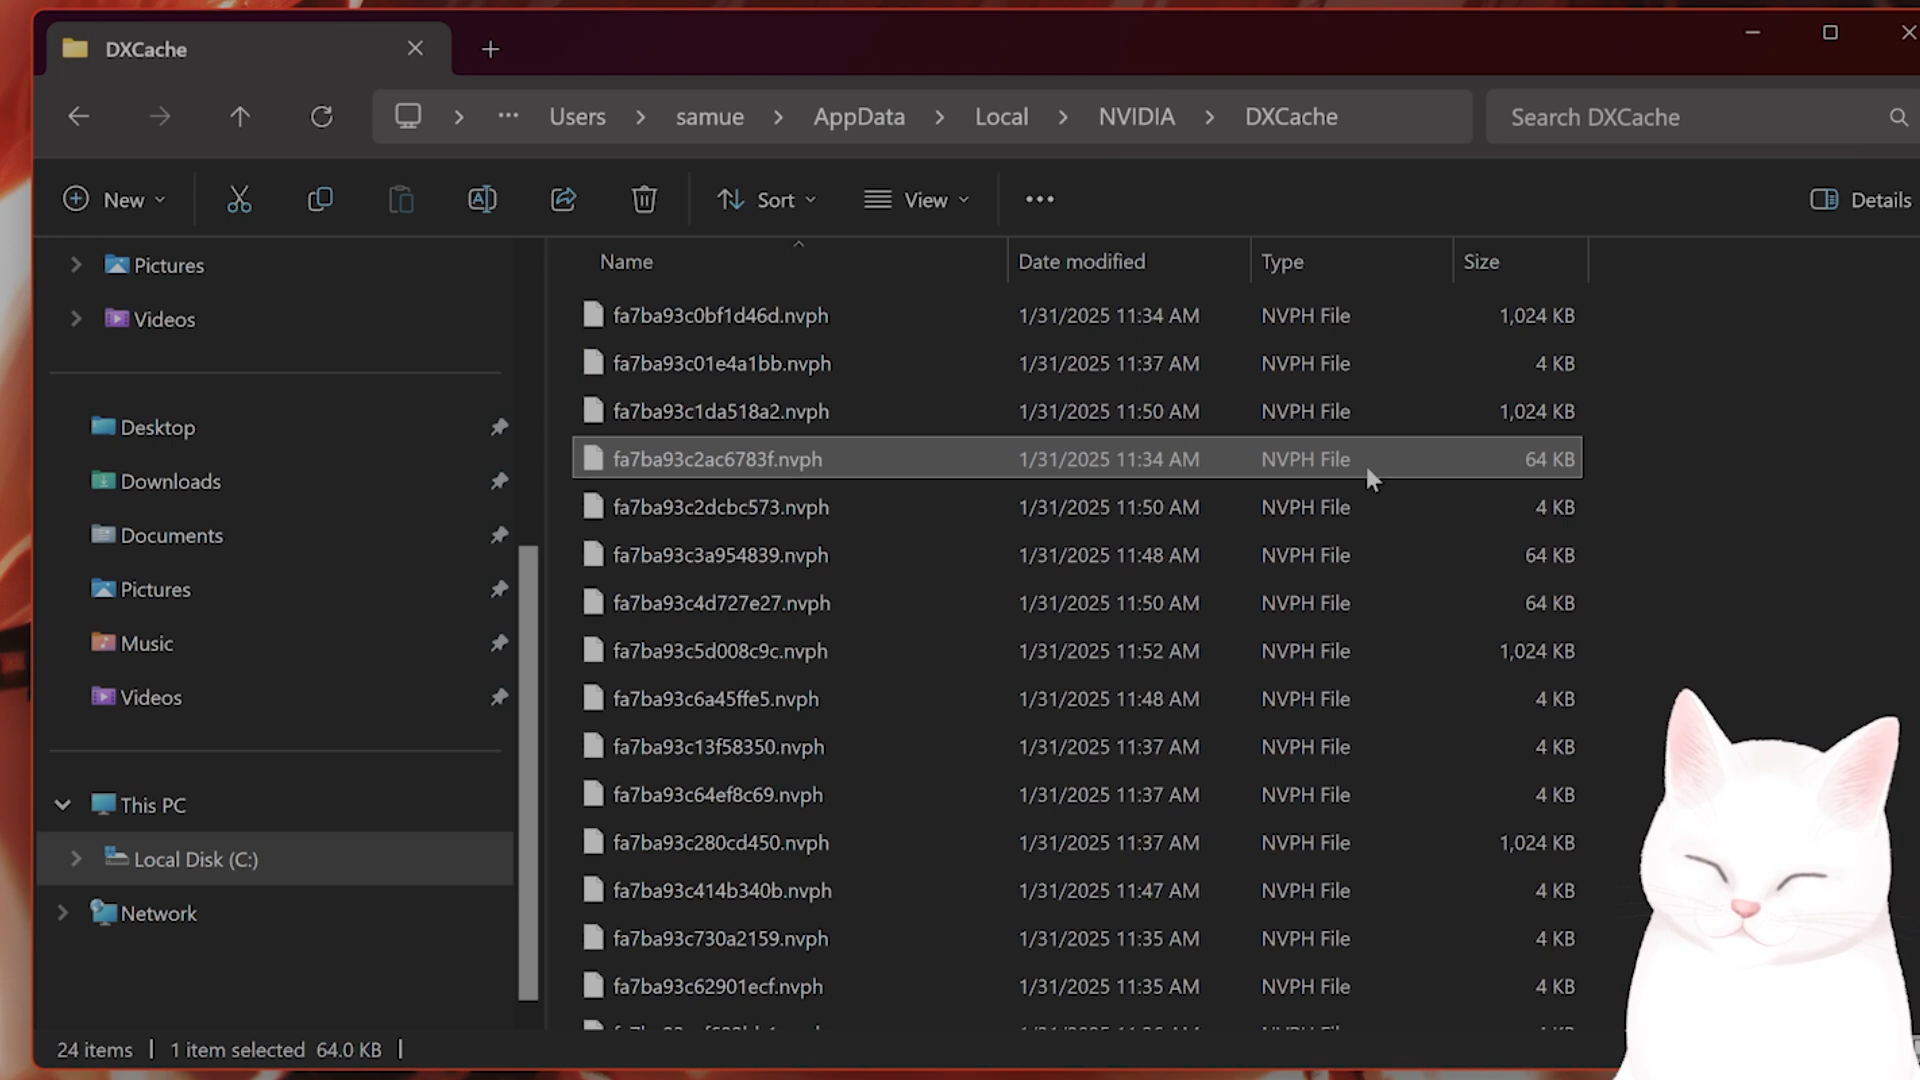 DXCache
Users samue AppData Local NVIDIA DXCache Search DXCache
New Sort View Details
Pictures
Videos
Desktop
Downloads
Documents
Pictures
Music
Videos
This PC
Local Disk (C:)
Network
Name Date modified Type Size
fa7ba93c0bf1d46d.nvph 1/31/2025 11:34 AM NVPH File 1,024 KB
fa7ba93c01e4a1bb.nvph 1/31/2025 11:37 AM NVPH File 4 KB
fa7ba93c1da518a2.nvph 1/31/2025 11:50 AM NVPH File 1,024 KB
fa7ba93c2ac6783f.nvph 1/31/2025 11:34 AM NVPH File 64 KB
fa7ba93c2dcbc573.nvph 1/31/2025 11:50 AM NVPH File 4 KB
fa7ba93c3a954839.nvph 1/31/2025 11:48 AM NVPH File 64 KB
fa7ba93c4d727e27.nvph 1/31/2025 11:50 AM NVPH File 64 KB
fa7ba93c5d008c9c.nvph 1/31/2025 11:52 AM NVPH File 1,024 KB
fa7ba93c6a45ffe5.nvph 1/31/2025 11:48 AM NVPH File 4 KB
fa7ba93c13f58350.nvph 1/31/2025 11:37 AM NVPH File 4 KB
fa7ba93c64ef8c69.nvph 1/31/2025 11:37 AM NVPH File 4 KB
fa7ba93c280cd450.nvph 1/31/2025 11:37 AM NVPH File 1,024 KB
fa7ba93c414b340b.nvph 1/31/2025 11:47 AM NVPH File 4 KB
fa7ba93c730a2159.nvph 1/31/2025 11:35 AM NVPH File 4 KB
fa7ba93c62901ecf.nvph 1/31/2025 11:35 AM NVPH File 4 KB
24 items 1 item selected 64.0 KB